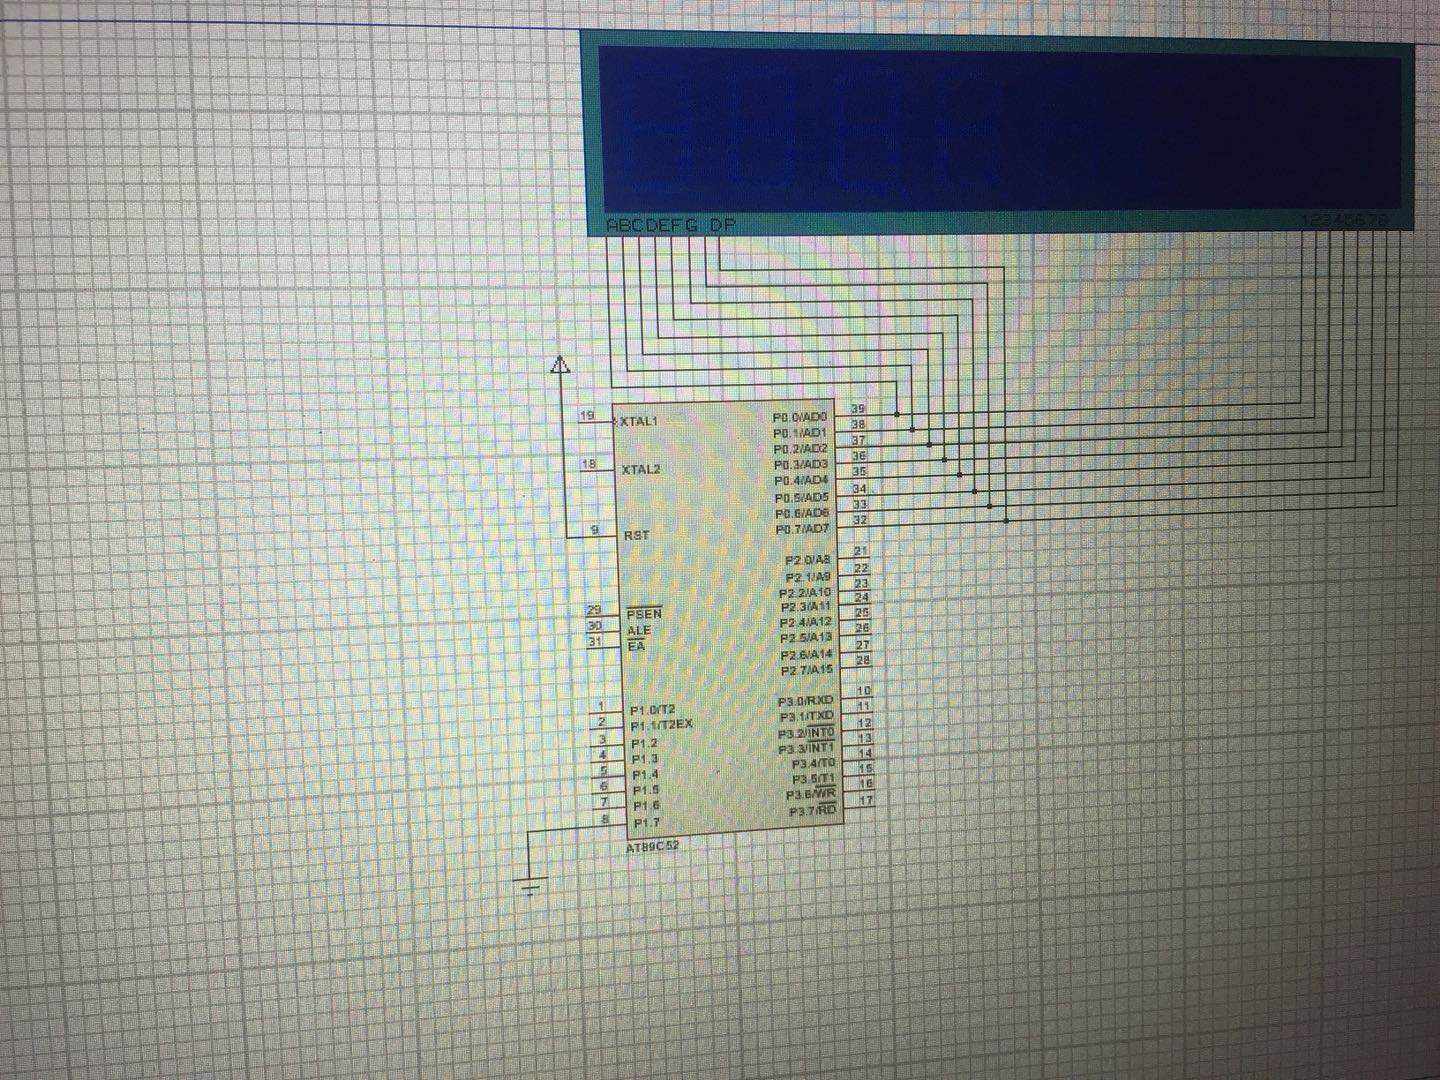 ABCDEFG DP
12345678
19
XTAL1
18
XTAL2
9
RST
29
PSEN
30
ALE
31
EA
1
P1.0/T2
2
P1.1/T2EX
3
P1.2
4
P1.3
5
P1.4
6
P1.5
7
P1.6
8
P1.7
P0.0/AD0
39
P0.1/AD1
38
P0.2/AD2
37
P0.3/AD3
36
P0.4/AD4
35
P0.5/AD5
34
P0.6/AD6
33
P0.7/AD7
32
P2.0/A8
21
P2.1/A9
22
P2.2/A10
23
P2.3/A11
24
P2.4/A12
25
P2.5/A13
26
P2.6/A14
27
P2.7/A15
28
P3.0/RXD
10
P3.1/TXD
11
P3.2/INT0
12
P3.3/INT1
13
P3.4/T0
14
P3.5/T1
15
P3.6/WR
16
P3.7/RD
17
AT89C52